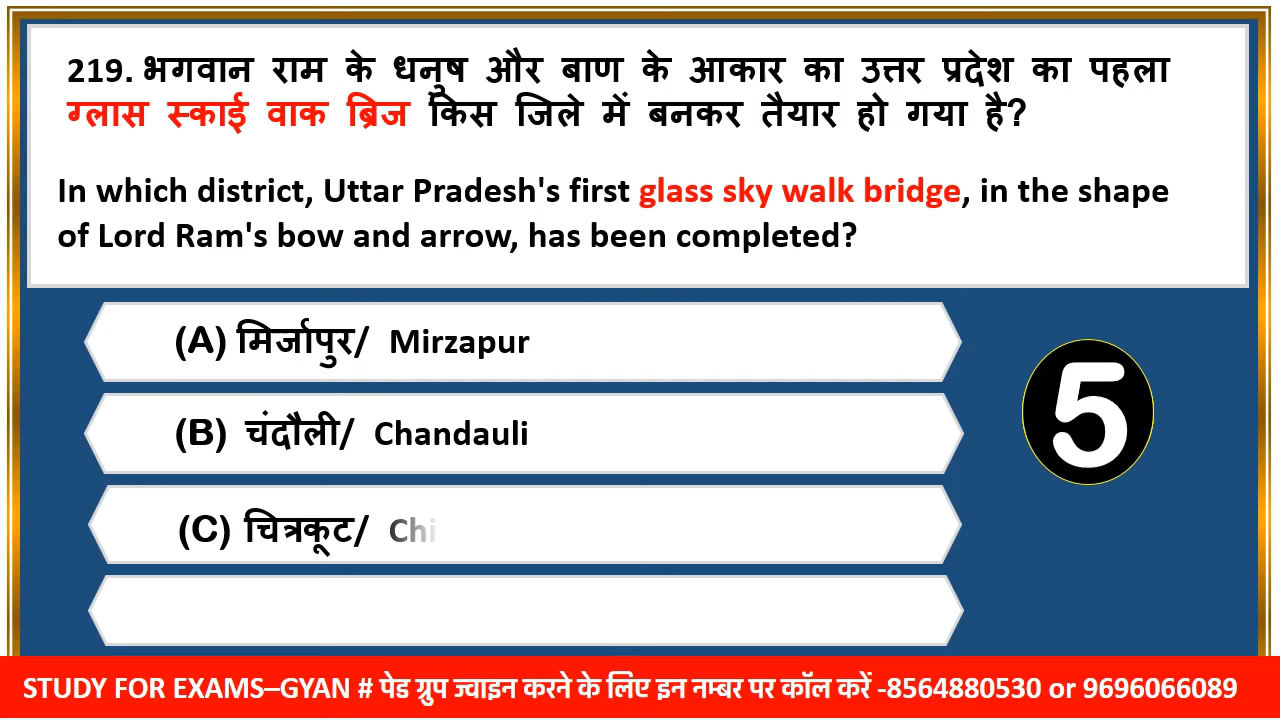 219. भगवान राम के धनुष और बाण के आकार का उत्तर प्रदेश का पहला
ग्लास स्काई वाक ब्रिज किस जिले में बनकर तैयार हो गया है?
In which district, Uttar Pradesh's first glass sky walk bridge, in the shape
of Lord Ram's bow and arrow, has been completed?
(A) मिर्जापुर/ Mirzapur
(B) चंदौली/ Chandauli
5
(C) चित्रकूट/ Chi
STUDY FOR EXAMS–GYAN # पेड ग्रुप ज्वाइन करने के लिए इन नम्बर पर कॉल करें -8564880530 or 9696066089